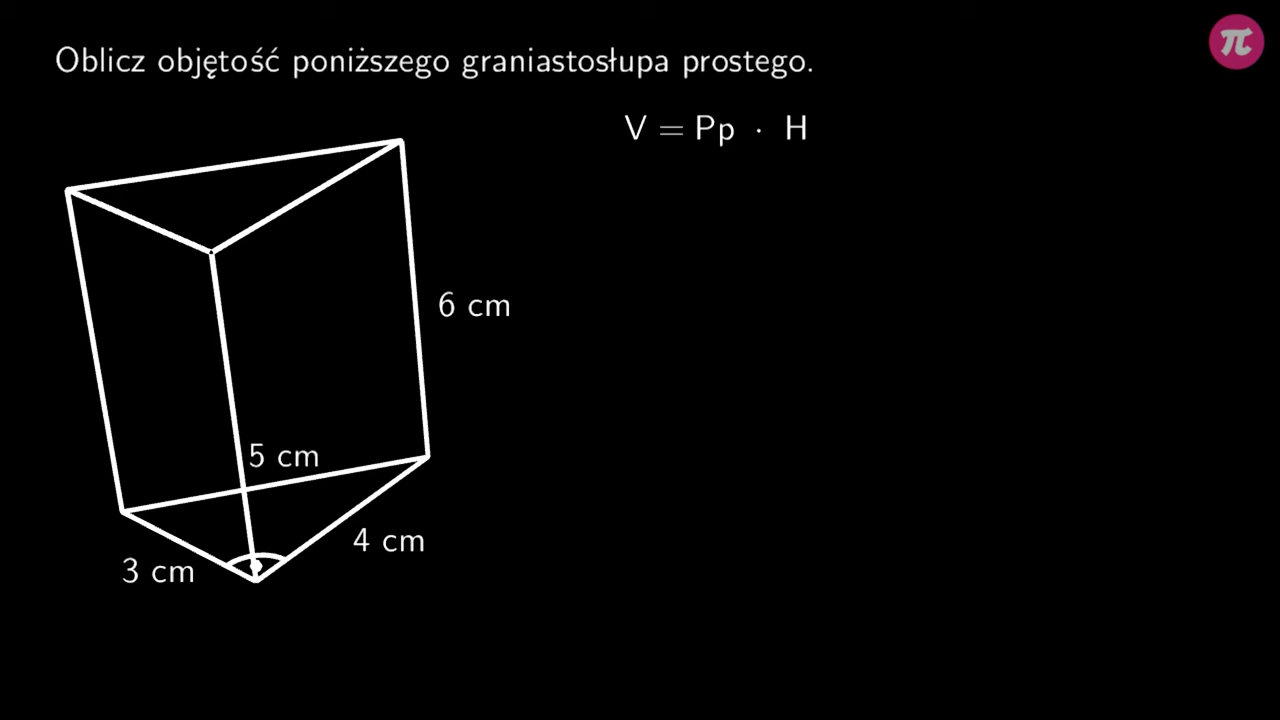 Oblicz objętość poniższego graniastosłupa prostego.
V = Pp · H
6 cm
5 cm
4 cm
3 cm
π